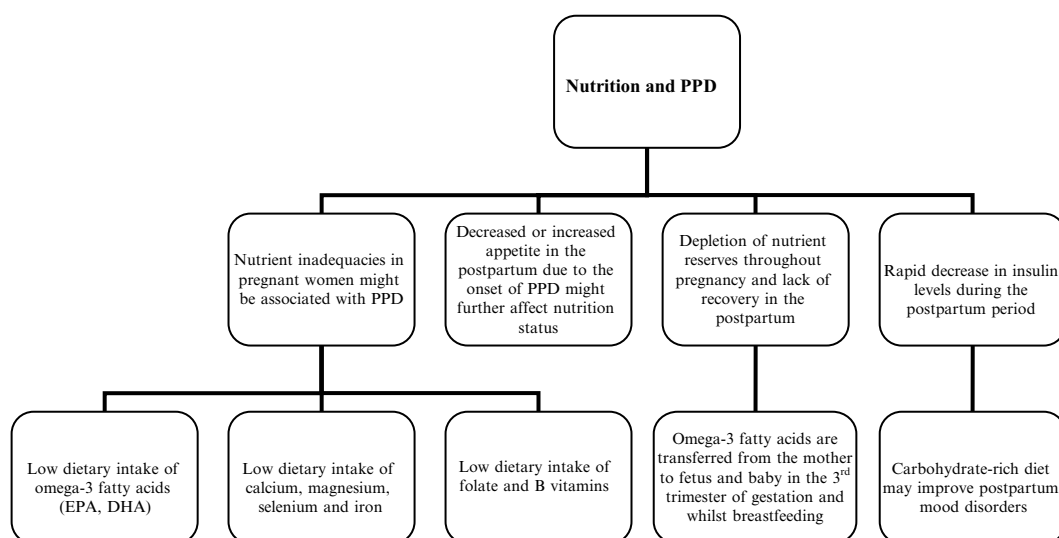 Nutrition and PPD
Nutrient inadequacies in
pregnant women might
be associated with PPD
Decreased or increased
appetite in the
postpartum due to the
onset of PPD might
further affect nutrition
status
Depletion of nutrient
reserves throughout
pregnancy and lack of
recovery in the
postpartum
Rapid decrease in insulin
levels during the
postpartum period
Low dietary intake of
omega-3 fatty acids
(EPA, DHA)
Low dietary intake of
calcium, magnesium,
selenium and iron
Low dietary intake of
folate and B vitamins
Omega-3 fatty acids are
transferred from the mother
to fetus and baby in the 3rd
trimester of gestation and
whilst breastfeeding
Carbohydrate-rich diet
may improve postpartum
mood disorders